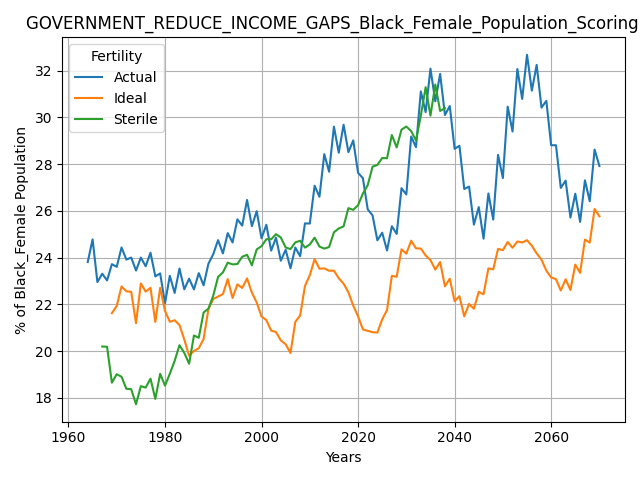 GOVERNMENT_REDUCE_INCOME_GAPS_Black_Female_Population_Scoring
Fertility
Actual
Ideal
Sterile
% of Black_Female Population
32
30
28
26
24
22
20
18
1960 1980 2000 2020 2040 2060
Years